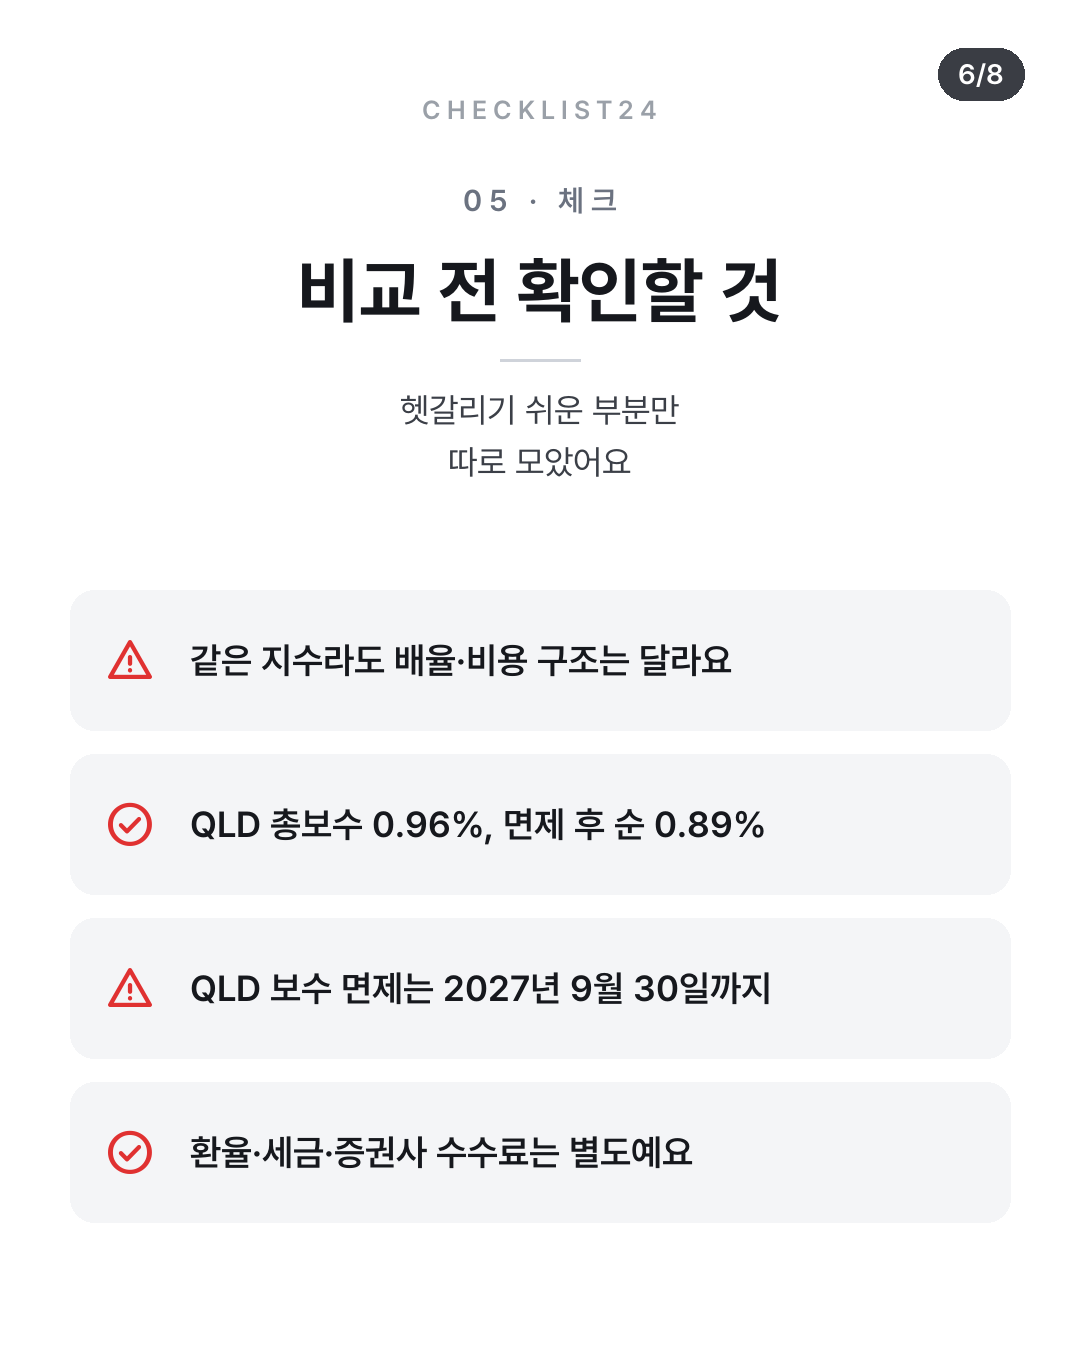 6/8
CHECKLIST24
05 · 체크
비교 전 확인할 것
헷갈리기 쉬운 부분만
따로 모았어요
같은 지수라도 배율·비용 구조는 달라요
QLD 총보수 0.96%, 면제 후 순 0.89%
QLD 보수 면제는 2027년 9월 30일까지
환율·세금·증권사 수수료는 별도예요